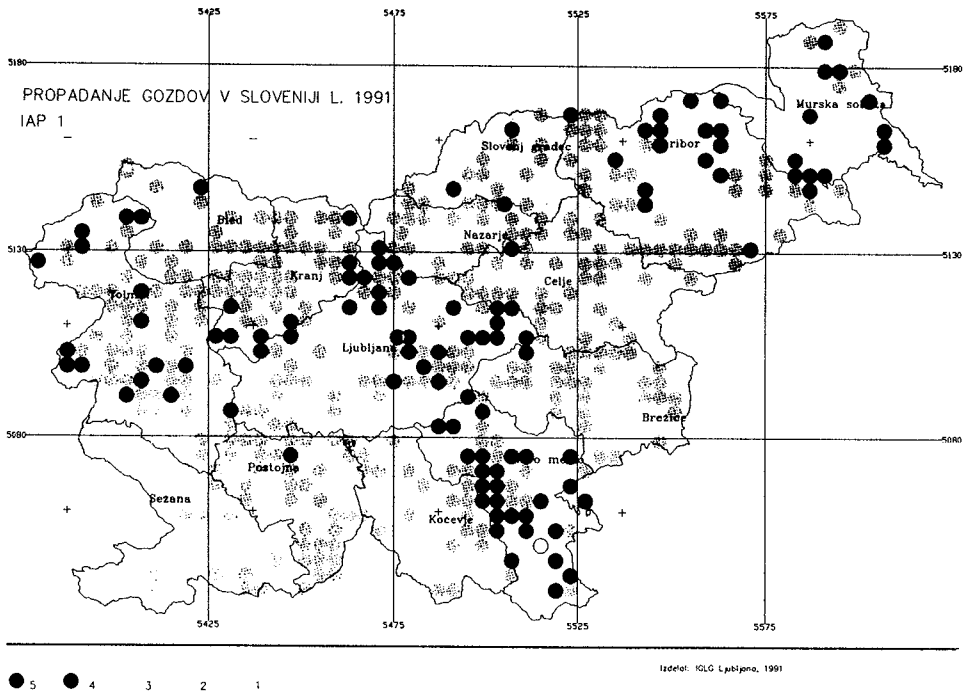 5425 5475 5525 5575
5180 5180
PROPADANJE GOZDOV V SLOVENIJI L. 1991
IAP 1
Murska sobota
Slovenj gradec
Bled
Nazarje
5130 5130
Kranj
Celje
Ljubljana
Brežice
5080 5080
Postojna
Sežana
Kočevje
5425 5475 5525 5575
Izdelal: IGLG Ljubljana, 1991
5 4 3 2 1